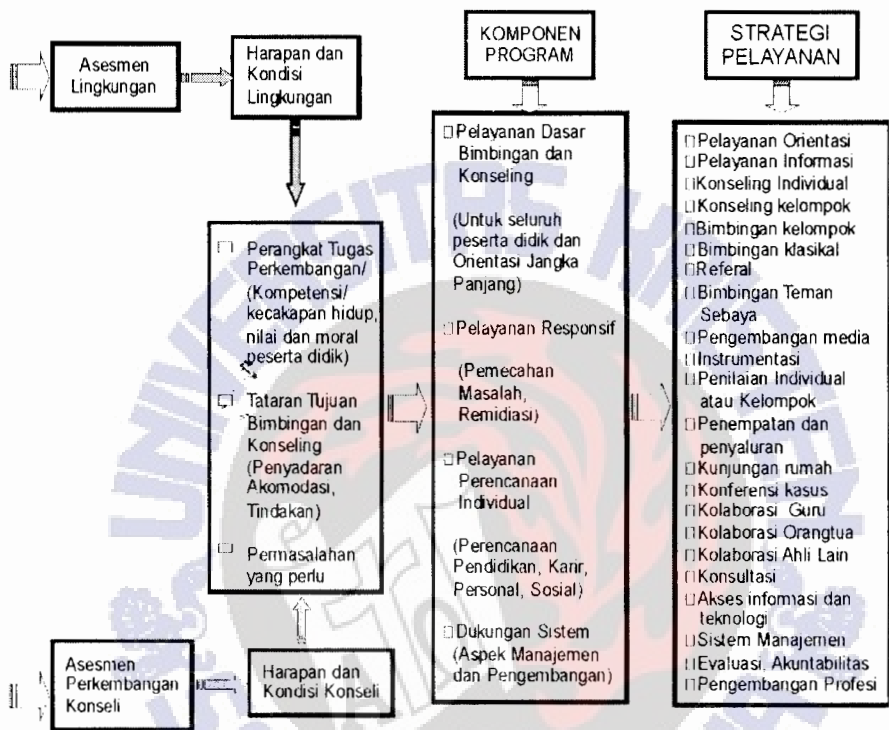 Asesmen
Lingkungan
Harapan dan
Kondisi
Lingkungan
Perangkat Tugas
Perkembangan/
(Kompetensi/
kecakapan hidup,
nilai dan moral
peserta didik)
Tataran Tujuan
Bimbingan dan
Konseling
(Penyadaran
Akomodasi,
Tindakan)
Permasalahan
yang perlu
Asesmen
Perkembangan
Konseli
Harapan dan
Kondisi Konseli
KOMPONEN
PROGRAM
Pelayanan Dasar
Bimbingan dan
Konseling
(Untuk seluruh
peserta didik dan
Orientasi Jangka
Panjang)
Pelayanan Responsif
(Pemecahan
Masalah,
Remidiasi)
Pelayanan
Perencanaan
Individual
(Perencanaan
Pendidikan, Karir,
Personal, Sosial)
Dukungan Sistem
(Aspek Manajemen
dan Pengembangan)
STRATEGI
PELAYANAN
Pelayanan Orientasi
Pelayanan Informasi
Konseling Individual
Konseling kelompok
Bimbingan kelompok
Bimbingan klasikal
Referal
Bimbingan Teman
Sebaya
Pengembangan media
Instrumentasi
Penilaian Individual
atau Kelompok
Penempatan dan
penyaluran
Kunjungan rumah
Konferensi kasus
Kolaborasi Guru
Kolaborasi Orangtua
Kolaborasi Ahli Lain
Konsultasi
Akses informasi dan
teknologi
Sistem Manajemen
Evaluasi, Akuntabilitas
Pengembangan Profesi
UNIVERSITAS KRISTEN